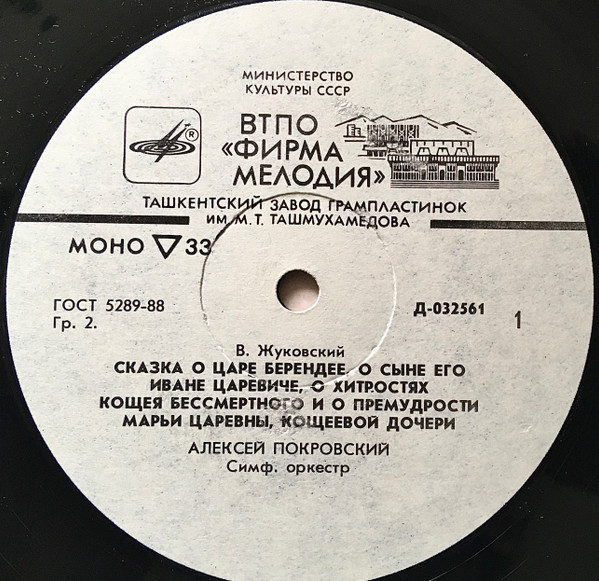 МИНИСТЕРСТВО
КУЛЬТУРЫ СССР
®
ВТПО
«ФИРМА
МЕЛОДИЯ»
ТАШКЕНТСКИЙ ЗАВОД ГРАМПЛАСТИНОК
ИМ. М. Т. ТАШМУХАМЕДОВА
МОНО ▽ 33
ГОСТ 5289-88
Гр. 2.
Д-032561
1
В. Жуковский
СКАЗКА О ЦАРЕ БЕРЕНДЕЕ, О СЫНЕ ЕГО
ИВАНЕ ЦАРЕВИЧЕ, О ХИТРОСТЯХ
КОЩЕЯ БЕССМЕРТНОГО И О ПРЕМУДРОСТИ
МАРЬИ ЦАРЕВНЫ, КОЩЕЕВОЙ ДОЧЕРИ
АЛЕКСЕЙ ПОКРОВСКИЙ
Симф. оркестр